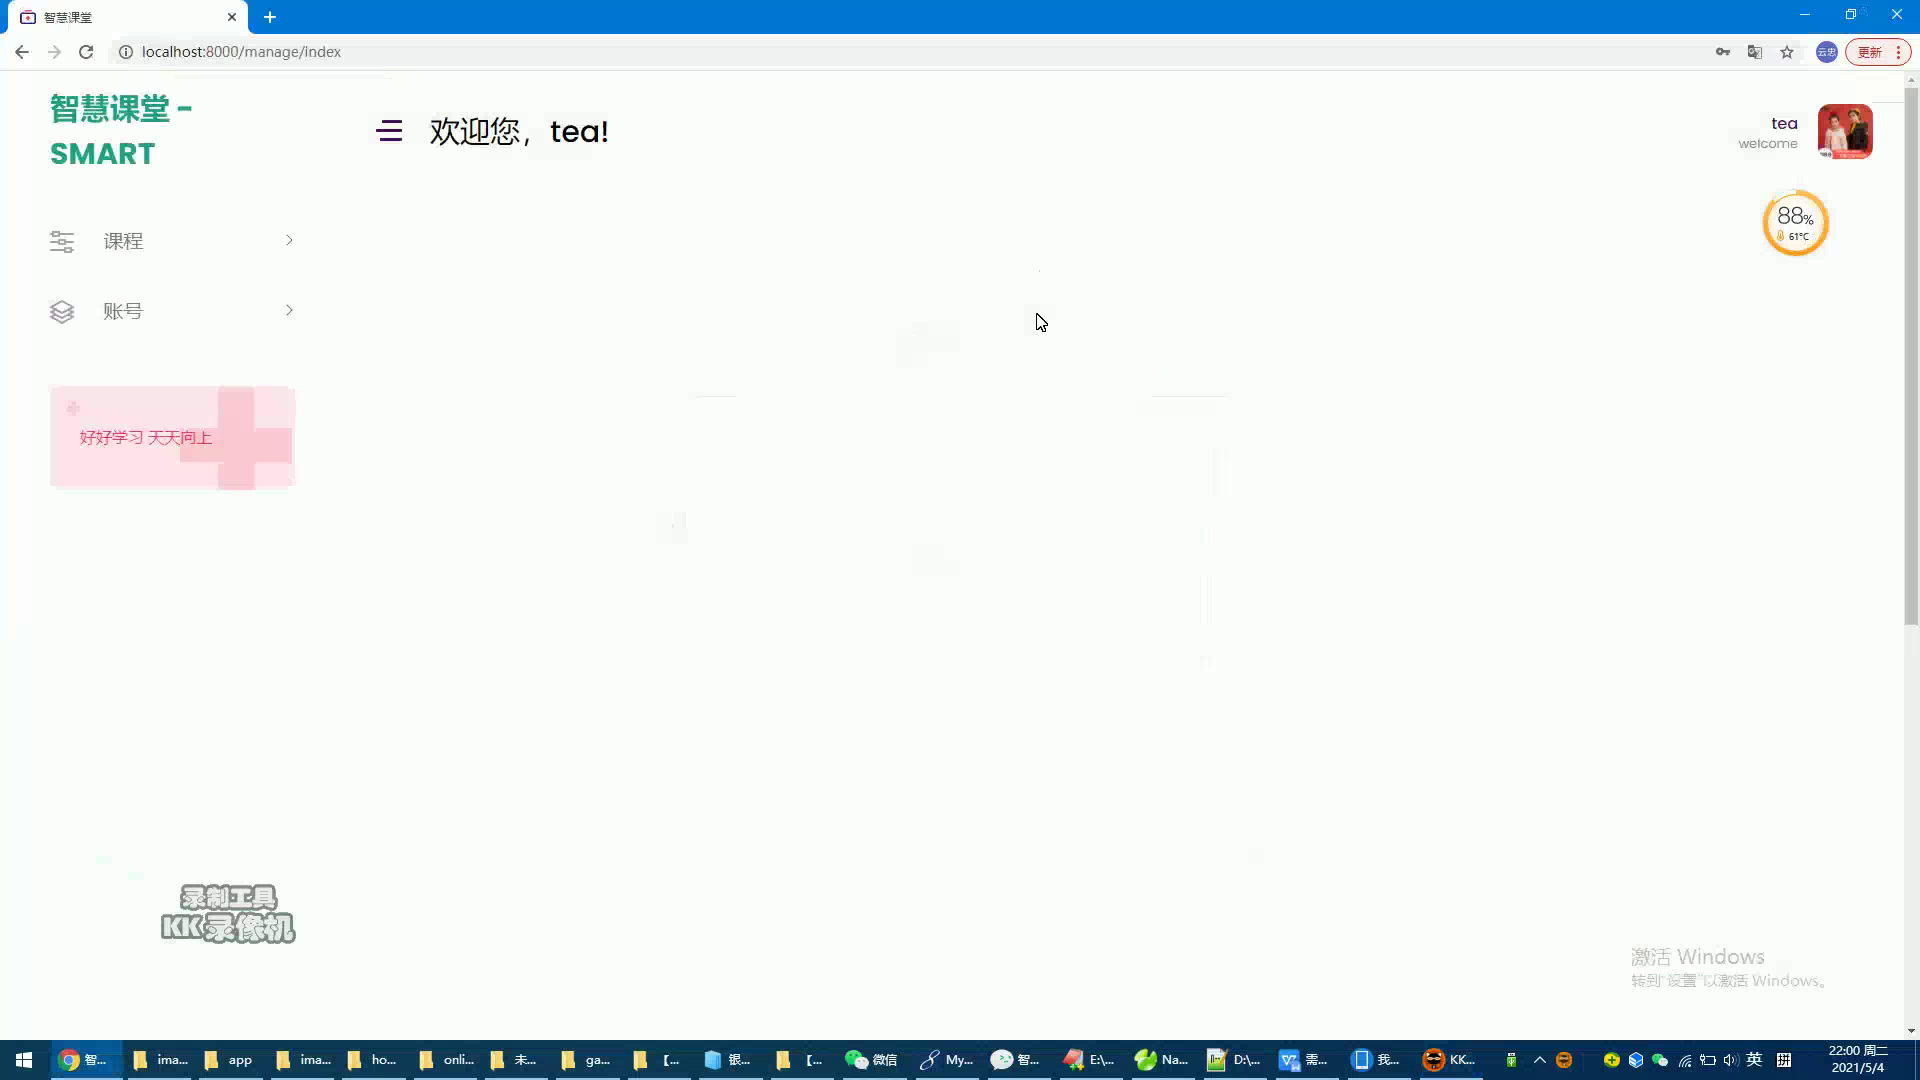 智慧课堂
localhost:8000/manage/index
云忠
更新
智慧课堂 -
SMART
欢迎您，tea!
tea
welcome
88%
61°C
课程
账号
好好学习 天天向上
录制工具
KK录像机
激活 Windows
转到"设置"以激活 Windows。
智...
ima...
app
ima...
ho...
onli...
未...
ga...
[...
银...
[...
微信
My...
智...
E:\...
Na...
D:\...
需...
我...
KK...
英
拼
22:00 周二
2021/5/4